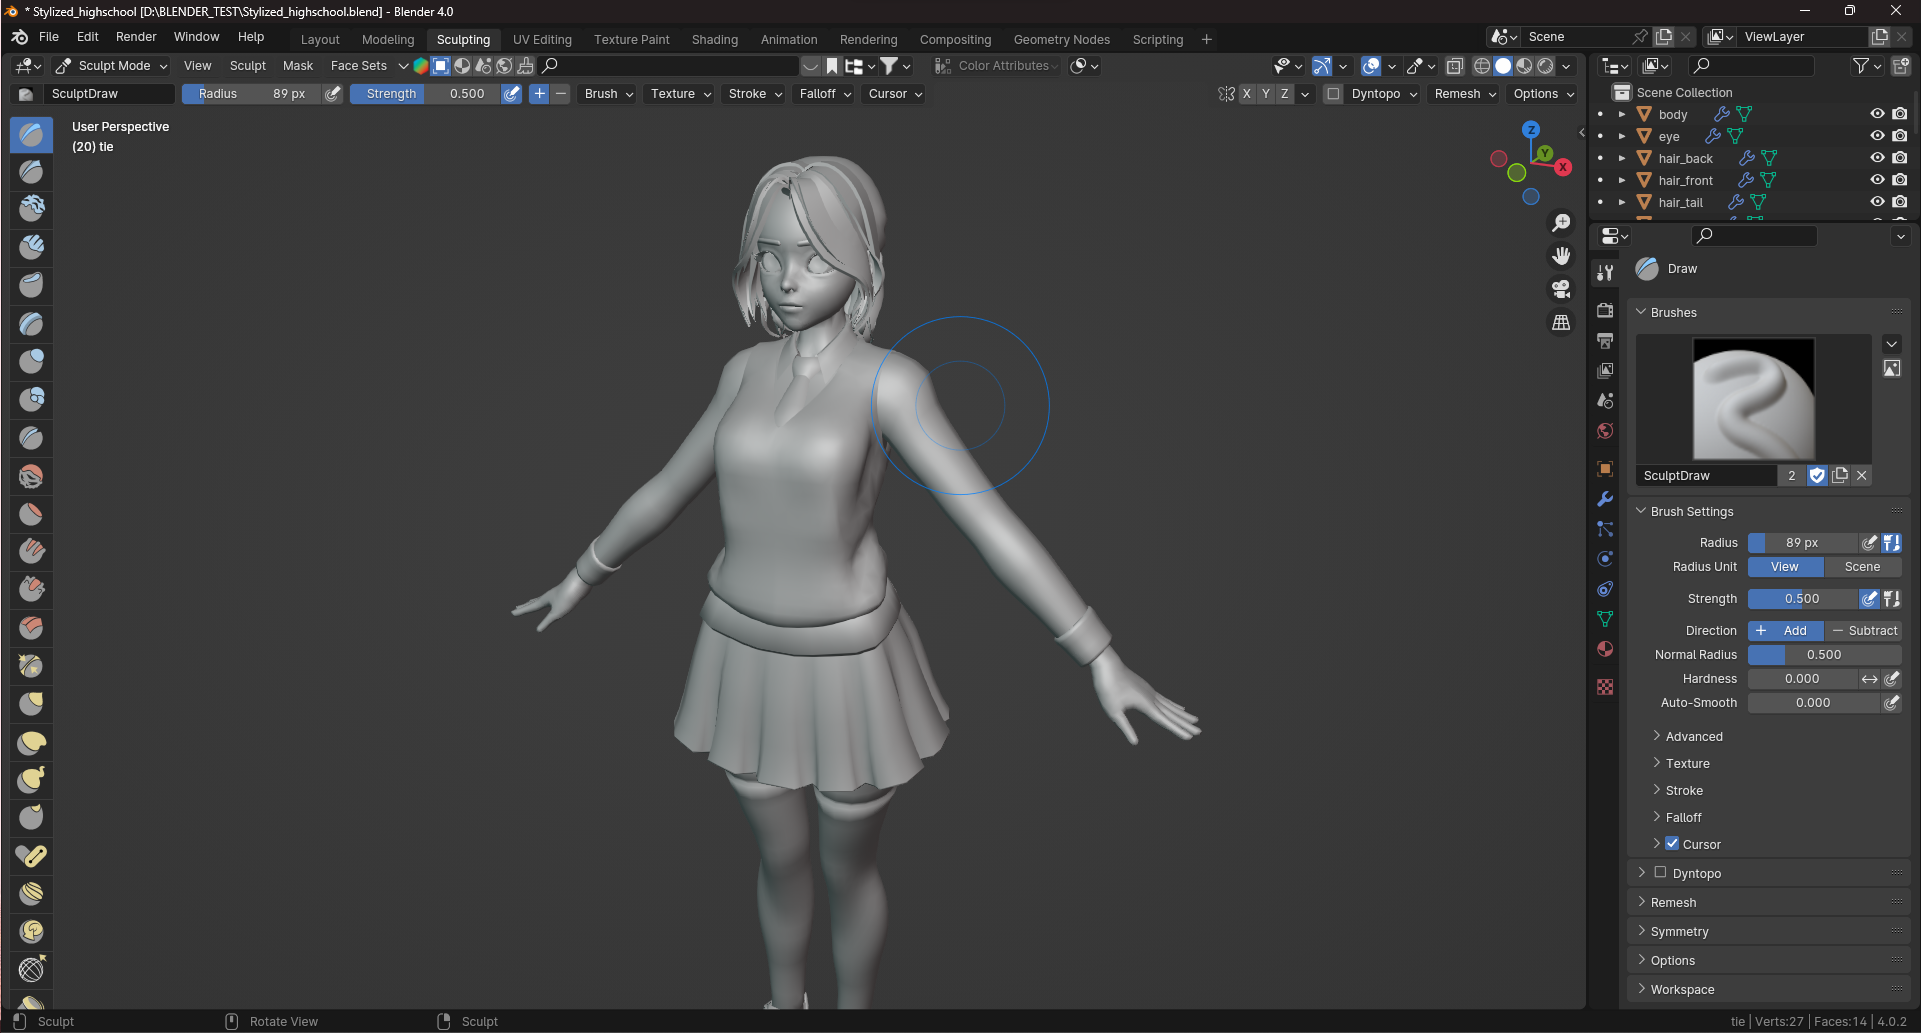 * Stylized_highschool [D:\BLENDER_TEST\Stylized_highschool.blend] - Blender 4.0
File Edit Render Window Help Layout Modeling Sculpting UV Editing Texture Paint Shading Animation Rendering Compositing Geometry Nodes Scripting + Scene ViewLayer
Sculpt Mode View Sculpt Mask Face Sets Color Attributes
SculptDraw Radius 89 px Strength 0.500 Brush Texture Stroke Falloff Cursor X Y Z Dyntopo Remesh Options
User Perspective
(20) tie
Z
Y
X
Scene Collection
body
eye
hair_back
hair_front
hair_tail
Draw
Brushes
SculptDraw 2
Brush Settings
Radius 89 px
Radius Unit View Scene
Strength 0.500
Direction + Add − Subtract
Normal Radius 0.500
Hardness 0.000
Auto-Smooth 0.000
Advanced
Texture
Stroke
Falloff
Cursor
Dyntopo
Remesh
Symmetry
Options
Workspace
Sculpt Rotate View Sculpt tie | Verts:27 | Faces:14 | 4.0.2